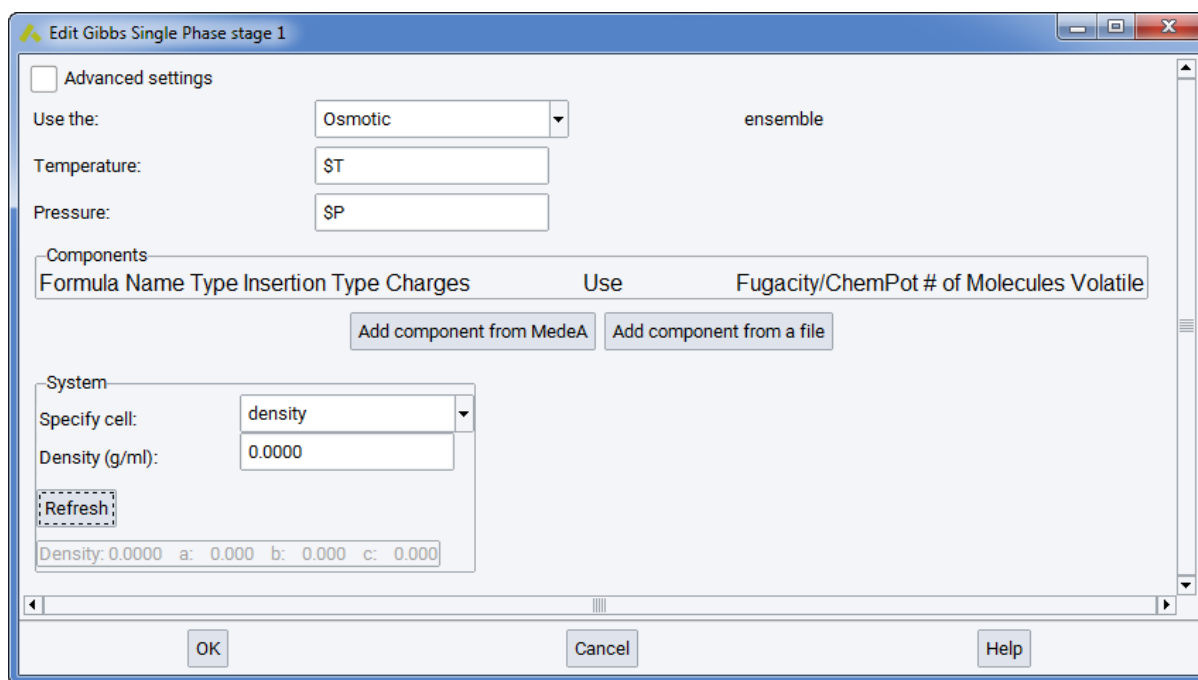 Edit Gibbs Single Phase stage 1
Advanced settings
Use the: Osmotic ensemble
Temperature: $T
Pressure: $P
Components
Formula Name Type Insertion Type Charges Use Fugacity/ChemPot # of Molecules Volatile
Add component from MedeA Add component from a file
System
Specify cell: density
Density (g/ml): 0.0000
Refresh
Density: 0.0000 a: 0.000 b: 0.000 c: 0.000
OK Cancel Help